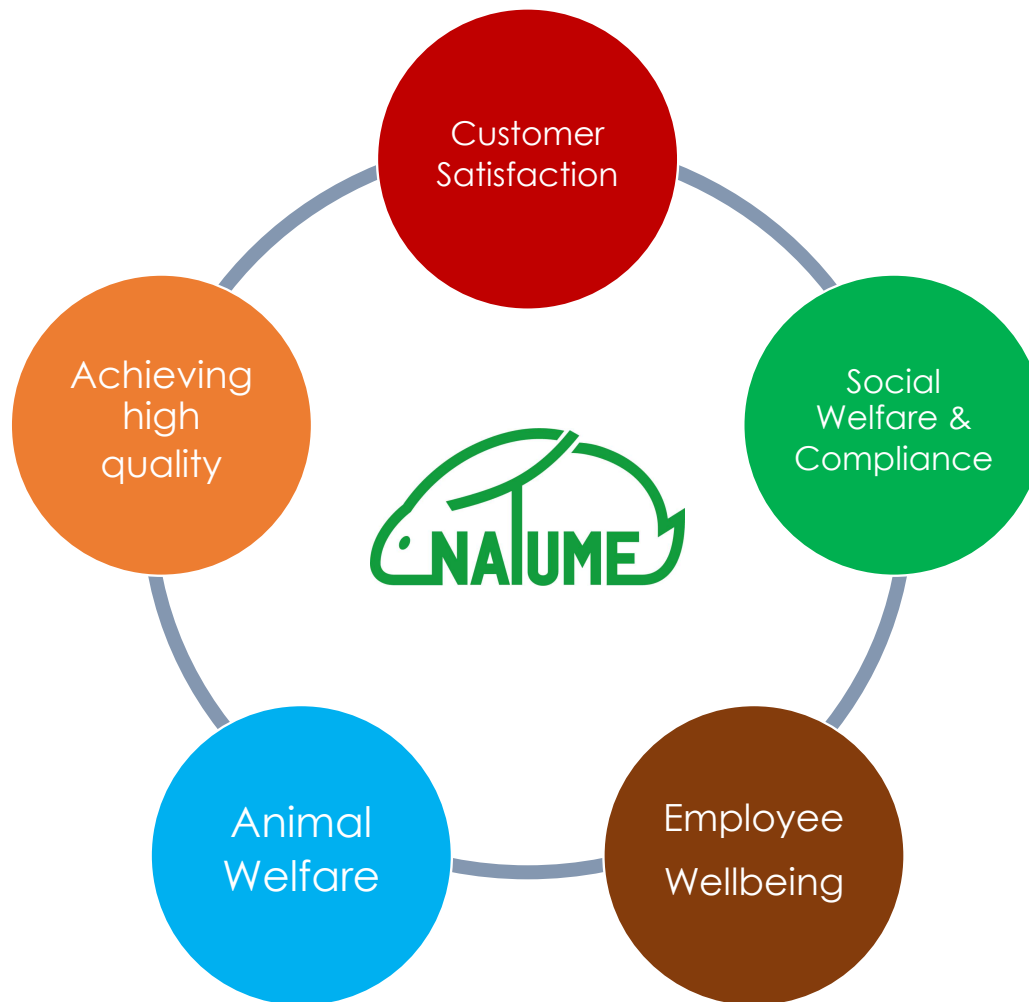 Customer
Satisfaction
Social
Welfare &
Compliance
Employee
Wellbeing
Animal
Welfare
Achieving
high
quality
NATUME